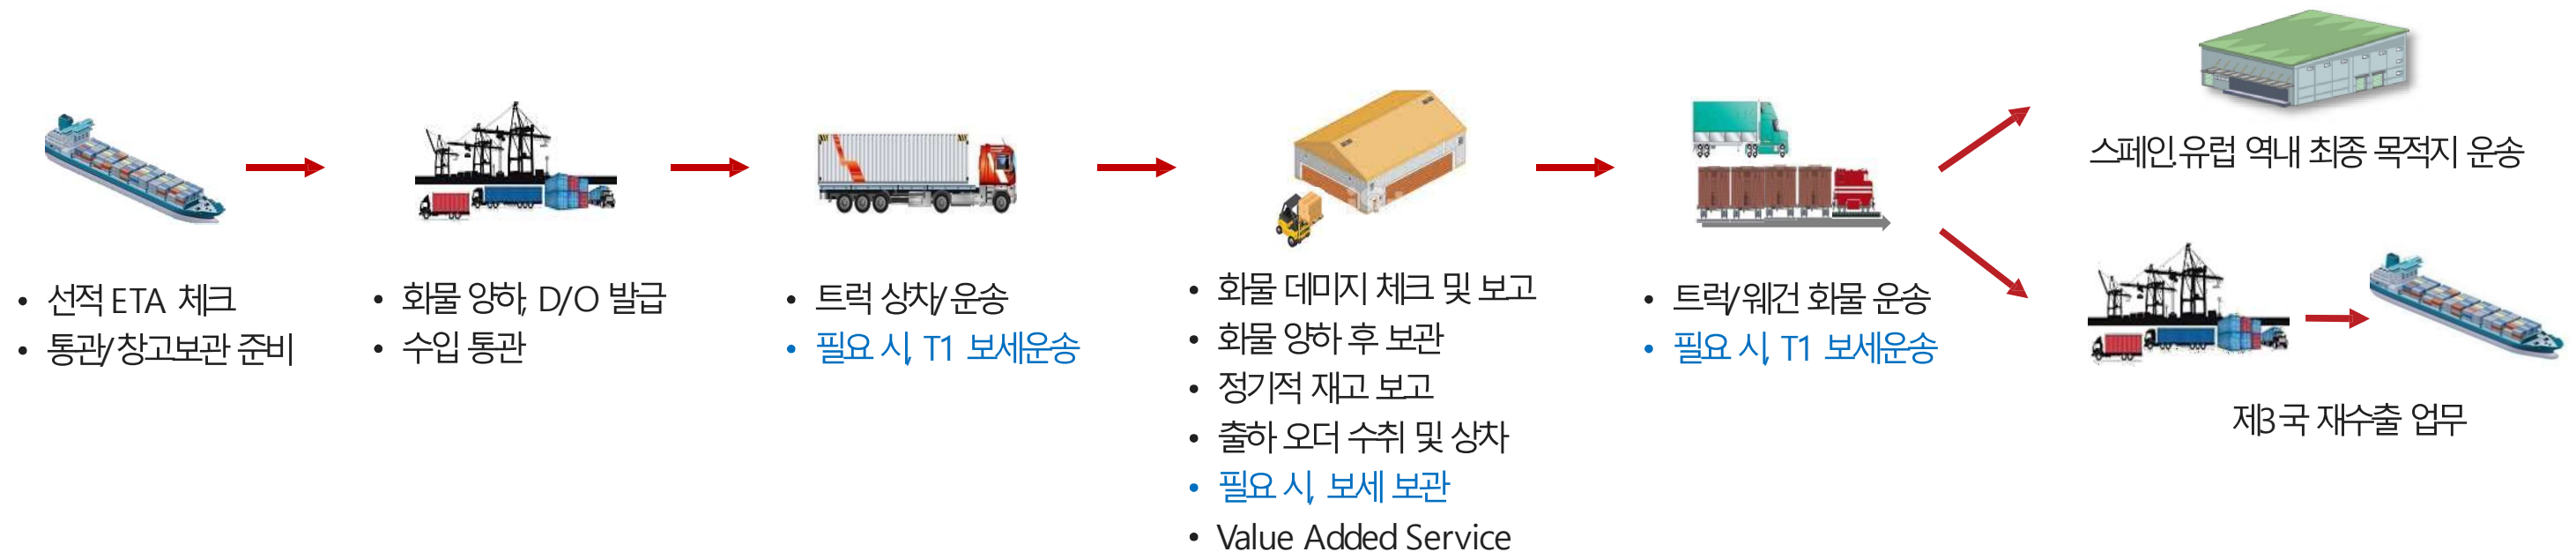 • 선적 ETA 체크
• 통관/창고보관 준비
• 화물 양하, D/O 발급
• 수입 통관
• 트럭 상차/운송
• 필요 시, T1 보세운송
• 화물 데미지 체크 및 보고
• 화물 양하 후 보관
• 정기적 재고 보고
• 출하 오더 수취 및 상차
• 필요 시, 보세 보관
• Value Added Service
• 트럭/웨건 화물 운송
• 필요 시, T1 보세운송
스페인.유럽 역내 최종 목적지 운송
제3국 재수출 업무